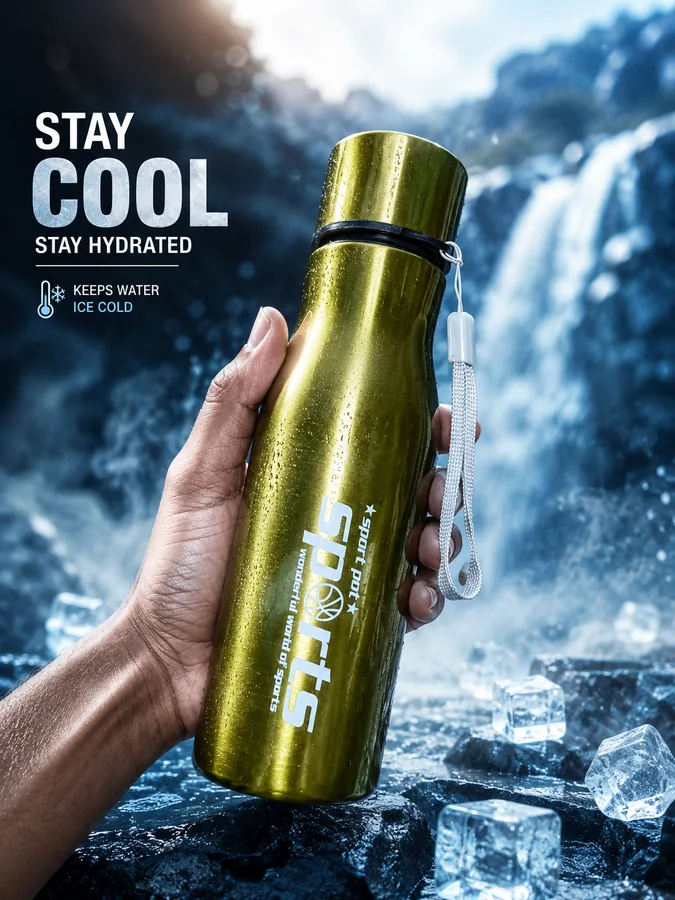 STAY
COOL
STAY HYDRATED
KEEPS WATER
ICE COLD
★sport pot★
sports
wonderful world of sports